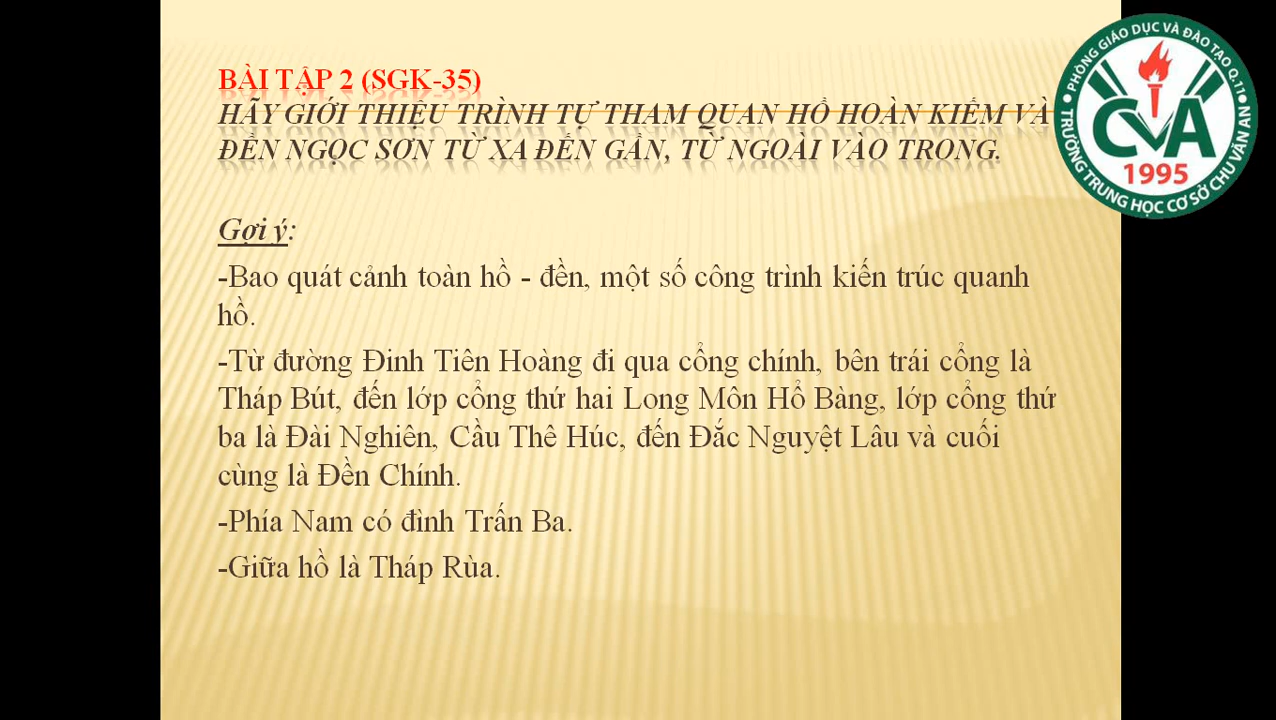 BÀI TẬP 2 (SGK-35)
HÃY GIỚI THIỆU TRÌNH TỰ THAM QUAN HỒ HOÀN KIẾM VÀ
ĐỀN NGỌC SƠN TỪ XA ĐẾN GẦN, TỪ NGOÀI VÀO TRONG.
Gợi ý:
-Bao quát cảnh toàn hồ - đền, một số công trình kiến trúc quanh
hồ.
-Từ đường Đinh Tiên Hoàng đi qua cổng chính, bên trái cổng là
Tháp Bút, đến lớp cổng thứ hai Long Môn Hổ Bàng, lớp cổng thứ
ba là Đài Nghiên, Cầu Thê Húc, đến Đắc Nguyệt Lâu và cuối
cùng là Đền Chính.
-Phía Nam có đình Trấn Ba.
-Giữa hồ là Tháp Rùa.
PHÒNG GIÁO DỤC VÀ ĐÀO TẠO Q.11
CVA
1995
TRƯỜNG TRUNG HỌC CƠ SỞ CHU VĂN AN